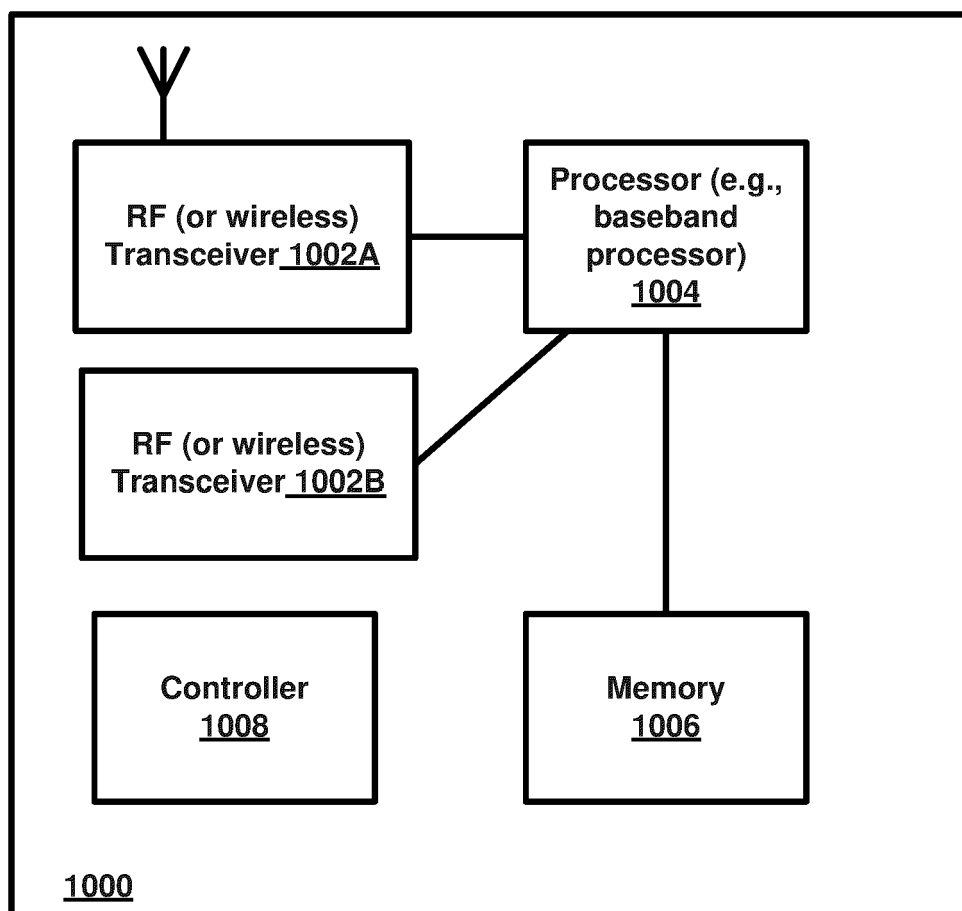 RF (or wireless)
Transceiver 1002A
Processor (e.g.,
baseband
processor)
1004
RF (or wireless)
Transceiver 1002B
Controller
1008
Memory
1006
1000